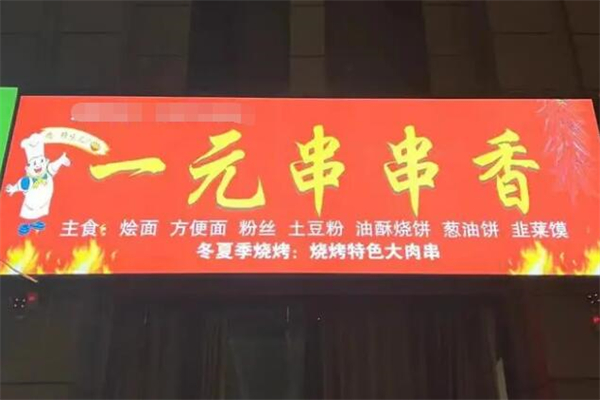 一元串串香
主食：烩面 方便面 粉丝 土豆粉 油酥烧饼 葱油饼 韭菜馍
冬夏季烧烤：烧烤特色大肉串